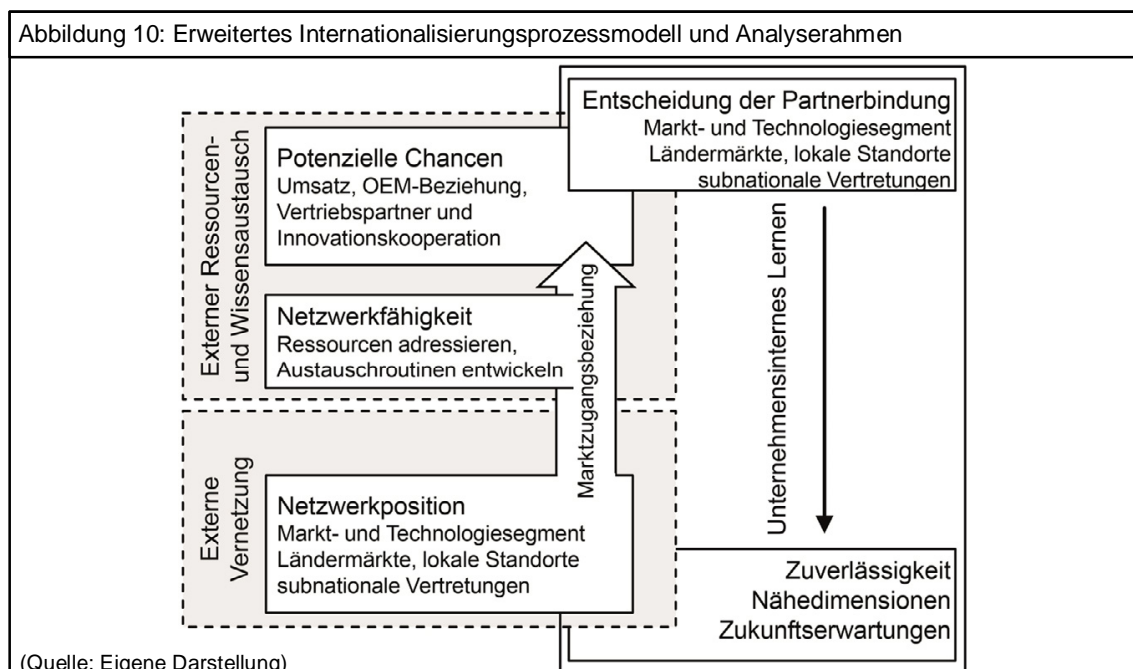 Abbildung 10: Erweitertes Internationalisierungsprozessmodell und Analyserahmen
Externer Ressourcen-
und Wissensaustausch
Potenzielle Chancen
Umsatz, OEM-Beziehung,
Vertriebspartner und
Innovationskooperation
Netzwerkfähigkeit
Ressourcen adressieren,
Austauschroutinen entwickeln
Externe
Vernetzung
Netzwerkposition
Markt- und Technologiesegment
Ländermärkte, lokale Standorte
subnationale Vertretungen
Marktzugangsbeziehung
Entscheidung der Partnerbindung
Markt- und Technologiesegment
Ländermärkte, lokale Standorte
subnationale Vertretungen
Unternehmensinternes Lernen
Zuverlässigkeit
Nähedimensionen
Zukunftserwartungen
(Quelle: Eigene Darstellung)